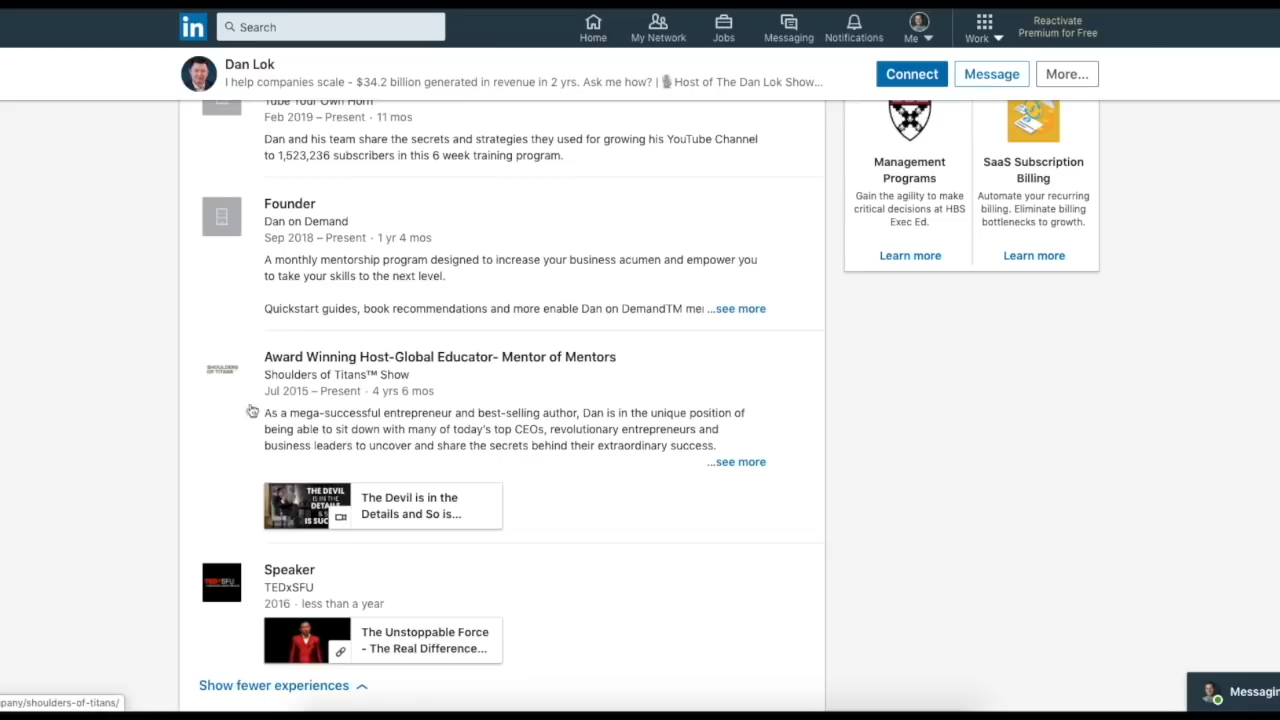 in
Search
Home
My Network
Jobs
Messaging
Notifications
Me
Work
Reactivate
Premium for Free
Dan Lok
I help companies scale - $34.2 billion generated in revenue in 2 yrs. Ask me how? | Host of The Dan Lok Show...
Connect
Message
More...
Tube Your Own Horn
Feb 2019 – Present · 11 mos
Dan and his team share the secrets and strategies they used for growing his YouTube Channel
to 1,523,236 subscribers in this 6 week training program.
Founder
Dan on Demand
Sep 2018 – Present · 1 yr 4 mos
A monthly mentorship program designed to increase your business acumen and empower you
to take your skills to the next level.
Quickstart guides, book recommendations and more enable Dan on DemandTM me ...see more
Award Winning Host-Global Educator- Mentor of Mentors
SHOULDERS
OF TITANS
Shoulders of Titans™ Show
Jul 2015 – Present · 4 yrs 6 mos
As a mega-successful entrepreneur and best-selling author, Dan is in the unique position of
being able to sit down with many of today's top CEOs, revolutionary entrepreneurs and
business leaders to uncover and share the secrets behind their extraordinary success.
...see more
THE DEVIL
IS IN THE
DETAILS
IS SUC
The Devil is in the
Details and So is...
Speaker
TEDxSFU
TEDxSFU
2016 · less than a year
The Unstoppable Force
- The Real Difference...
Show fewer experiences
Management
Programs
Gain the agility to make
critical decisions at HBS
Exec Ed.
Learn more
SaaS Subscription
Billing
Automate your recurring
billing. Eliminate billing
bottlenecks to growth.
Learn more
pany/shoulders-of-titans/
Messagin